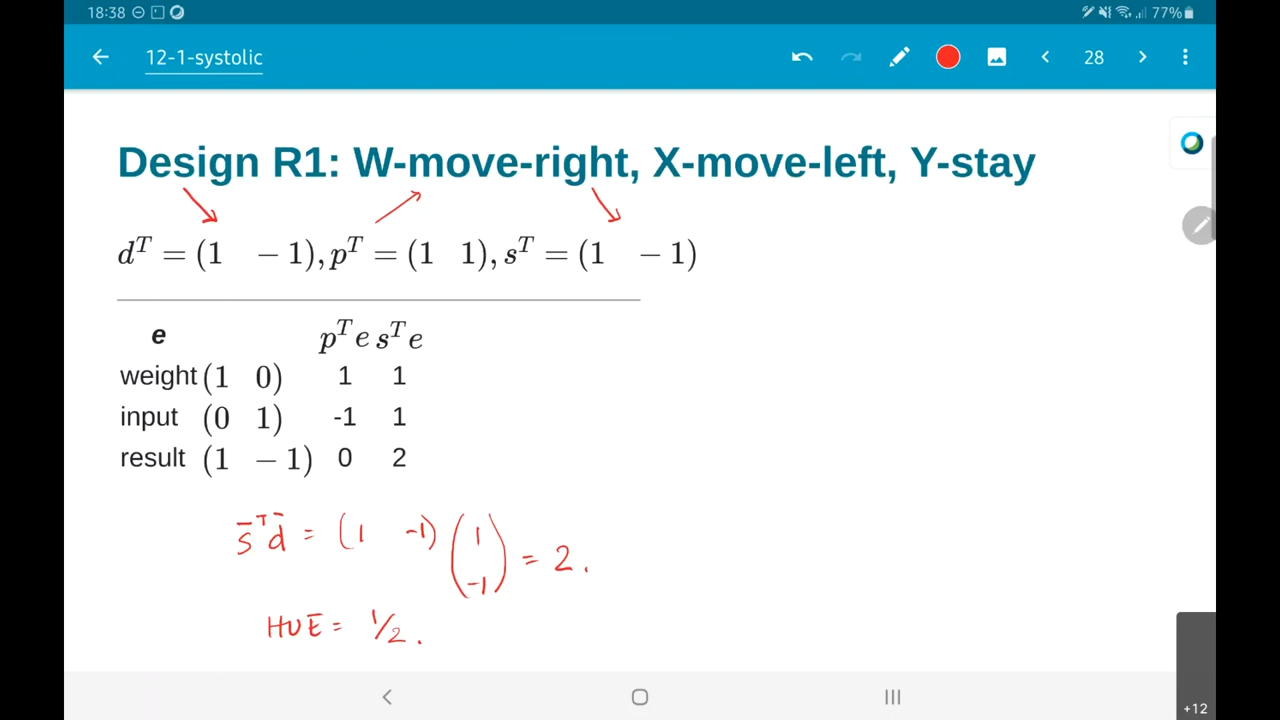 18:38 77%
12-1-systolic 28
Design R1: W-move-right, X-move-left, Y-stay
d^T = (1 −1), p^T = (1 1), s^T = (1 −1)
e p^T e s^T e
weight (1 0) 1 1
input (0 1) -1 1
result (1 −1) 0 2
s̄^T d̄ = (1 -1) (1 -1) = 2.
HUE = 1/2.
+12